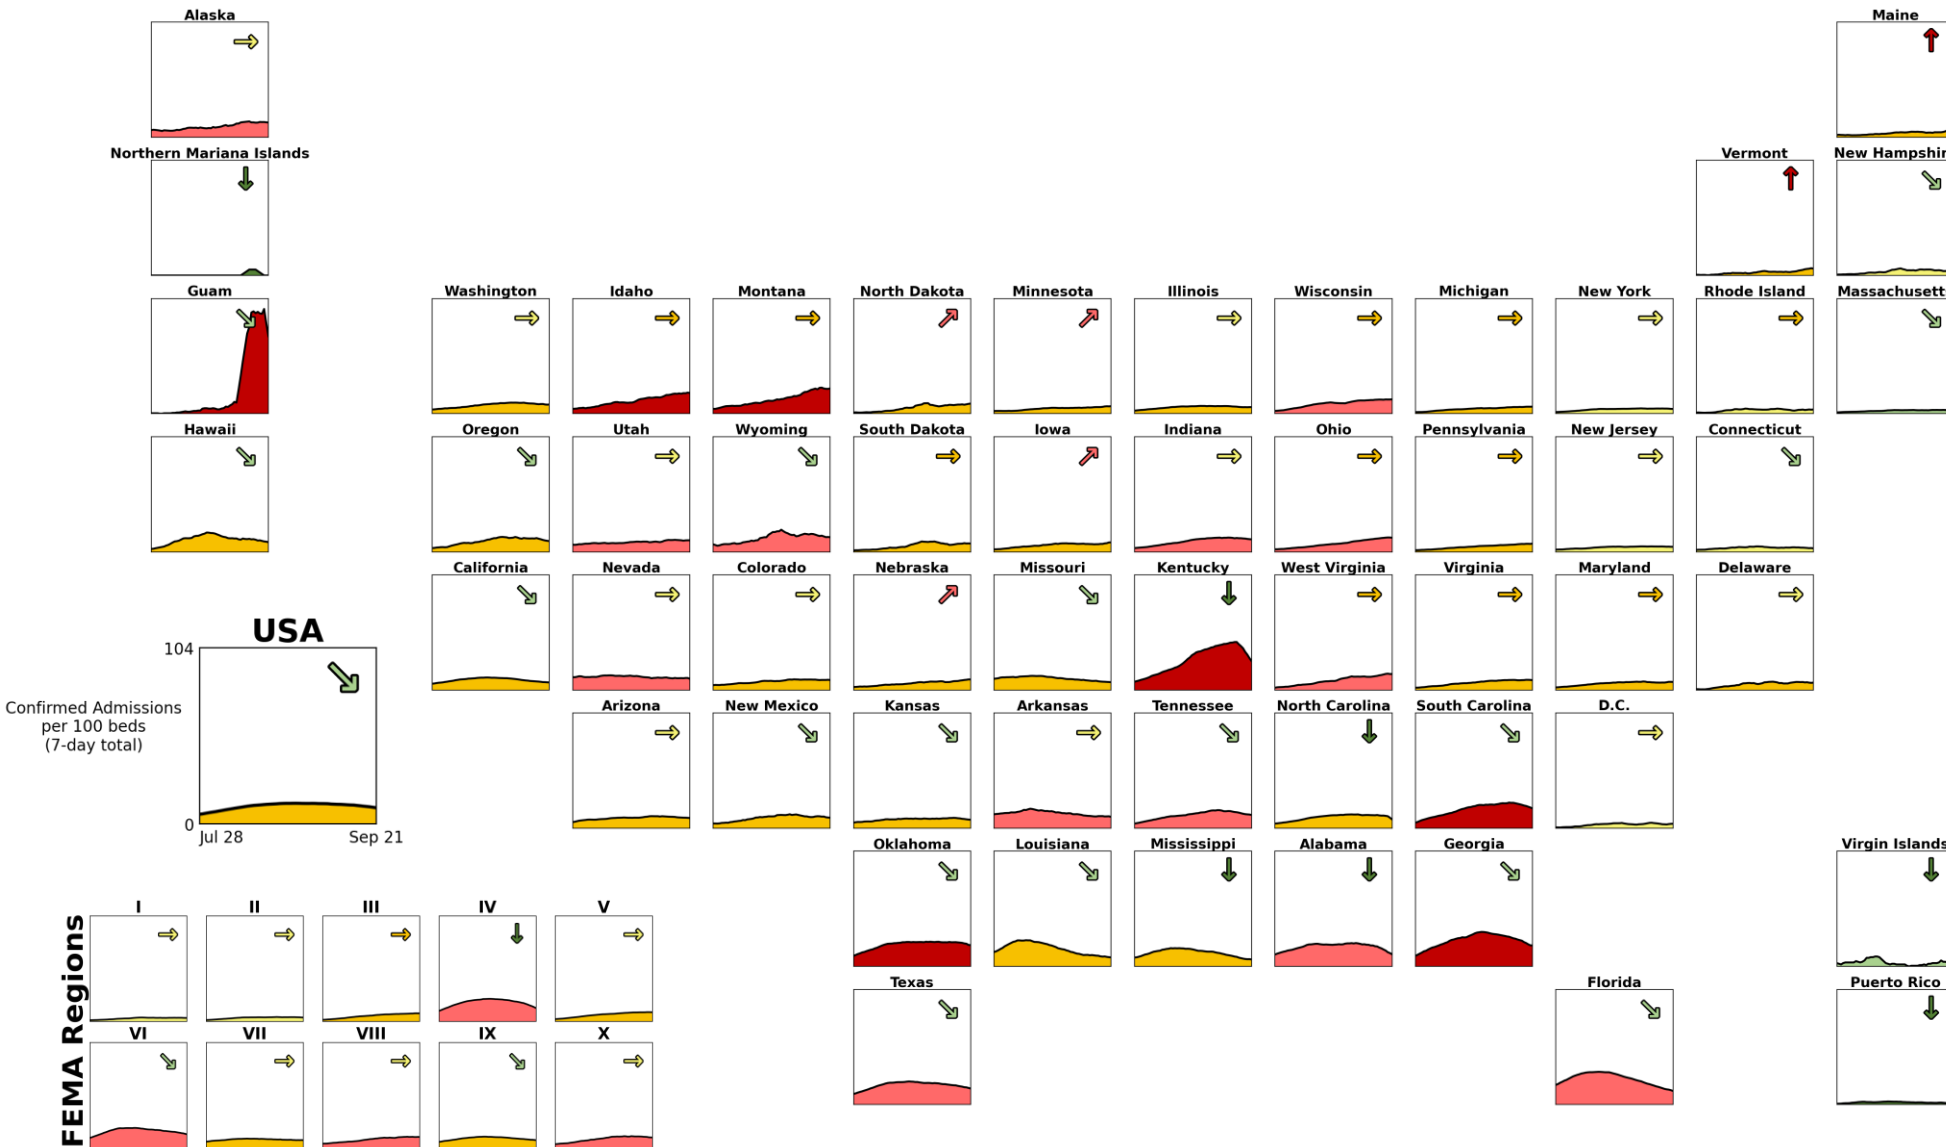 Alaska
Maine
Northern Mariana Islands
Vermont
New Hampshir
Guam
Washington
Idaho
Montana
North Dakota
Minnesota
Illinois
Wisconsin
Michigan
New York
Rhode Island
Massachusett
Hawaii
Oregon
Utah
Wyoming
South Dakota
Iowa
Indiana
Ohio
Pennsylvania
New Jersey
Connecticut
California
Nevada
Colorado
Nebraska
Missouri
Kentucky
West Virginia
Virginia
Maryland
Delaware
USA
104
Confirmed Admissions
per 100 beds
(7-day total)
0
Jul 28
Sep 21
Arizona
New Mexico
Kansas
Arkansas
Tennessee
North Carolina
South Carolina
D.C.
Oklahoma
Louisiana
Mississippi
Alabama
Georgia
Virgin Islands
Texas
Florida
Puerto Rico
FEMA Regions
I
II
III
IV
V
VI
VII
VIII
IX
X